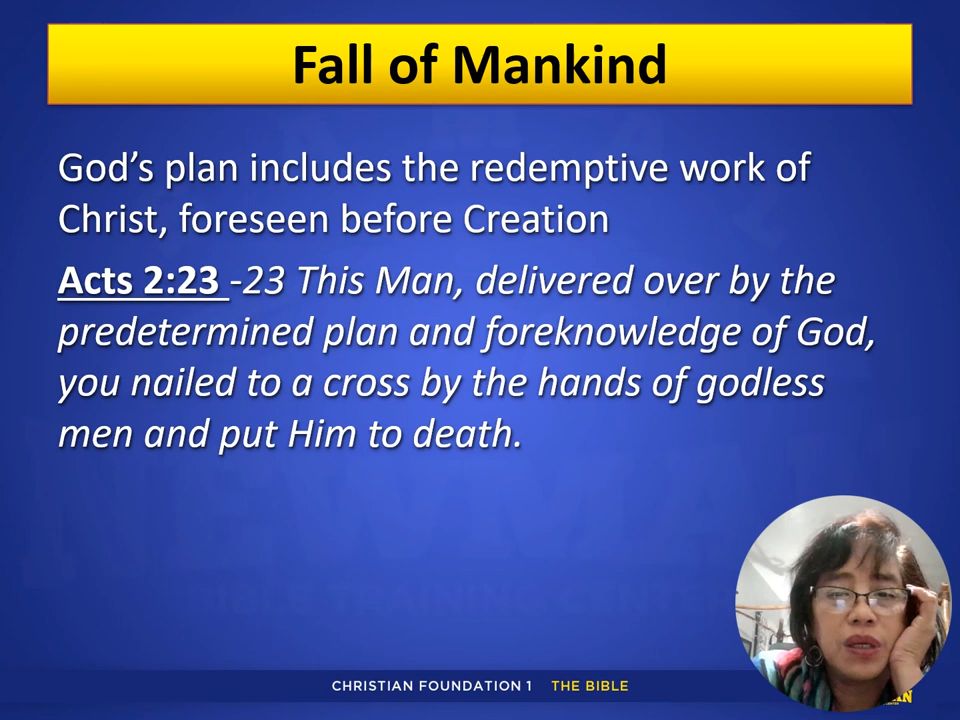 Fall of Mankind
God’s plan includes the redemptive work of
Christ, foreseen before Creation
Acts 2:23 -23 This Man, delivered over by the
predetermined plan and foreknowledge of God,
you nailed to a cross by the hands of godless
men and put Him to death.
CHRISTIAN FOUNDATION 1 THE BIBLE